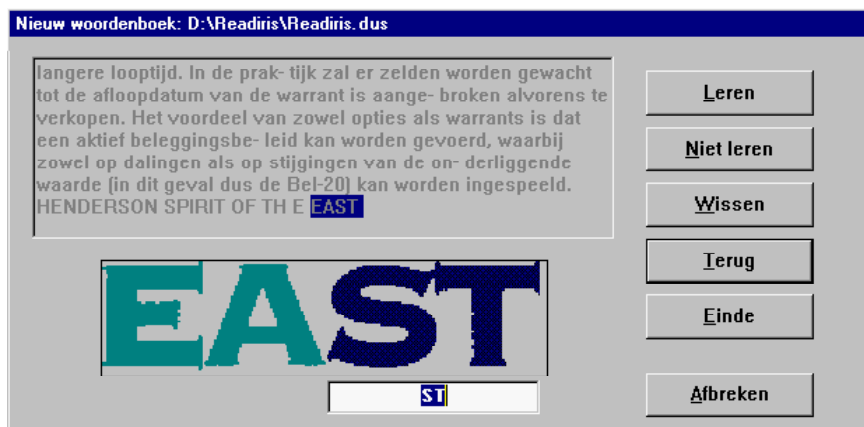 Nieuw woordenboek: D:\Readiris\Readiris.dus
langere looptijd. In de prak- tijk zal er zelden worden gewacht
tot de afloopdatum van de warrant is aange- broken alvorens te
verkopen. Het voordeel van zowel opties als warrants is dat
een aktief beleggingsbe- leid kan worden gevoerd, waarbij
zowel op dalingen als op stijgingen van de on- derliggende
waarde (in dit geval dus de Bel-20) kan worden ingespeeld.
HENDERSON SPIRIT OF TH E EAST
EAST
ST
Leren
Niet leren
Wissen
Terug
Einde
Afbreken